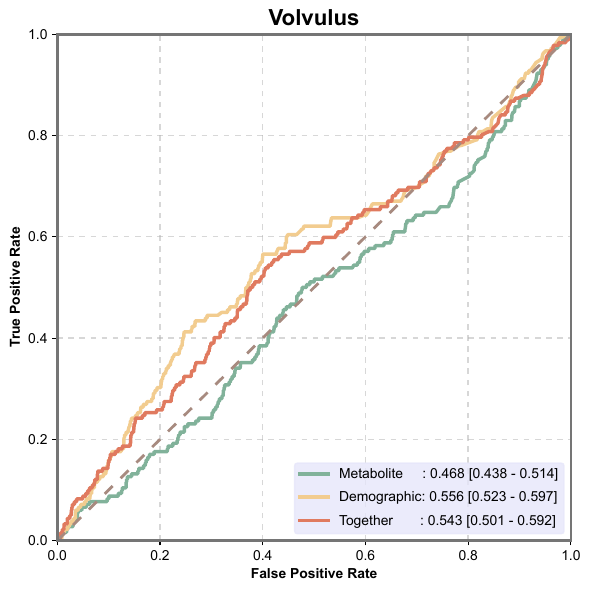 Volvulus
1.0
0.8
0.6
0.4
0.2
0.0
True Positive Rate
Metabolite : 0.468 [0.438 - 0.514]
Demographic: 0.556 [0.523 - 0.597]
Together : 0.543 [0.501 - 0.592]
0.0 0.2 0.4 0.6 0.8 1.0
False Positive Rate